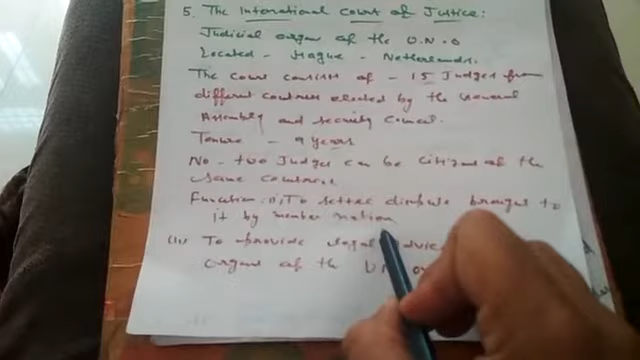 5. The International Court of Justice:
Judicial organ of the U.N.O
Located - Hague - Netherlands.
The Court consists of - 15 Judges from
different countries elected by the General
Assembly and security Council.
Tenure - 9 years
No - two Judges can be citizens of the
same countries
Function: (i) To settle dispute brought to
it by member nation
(ii) To provide legal advice
organ of the